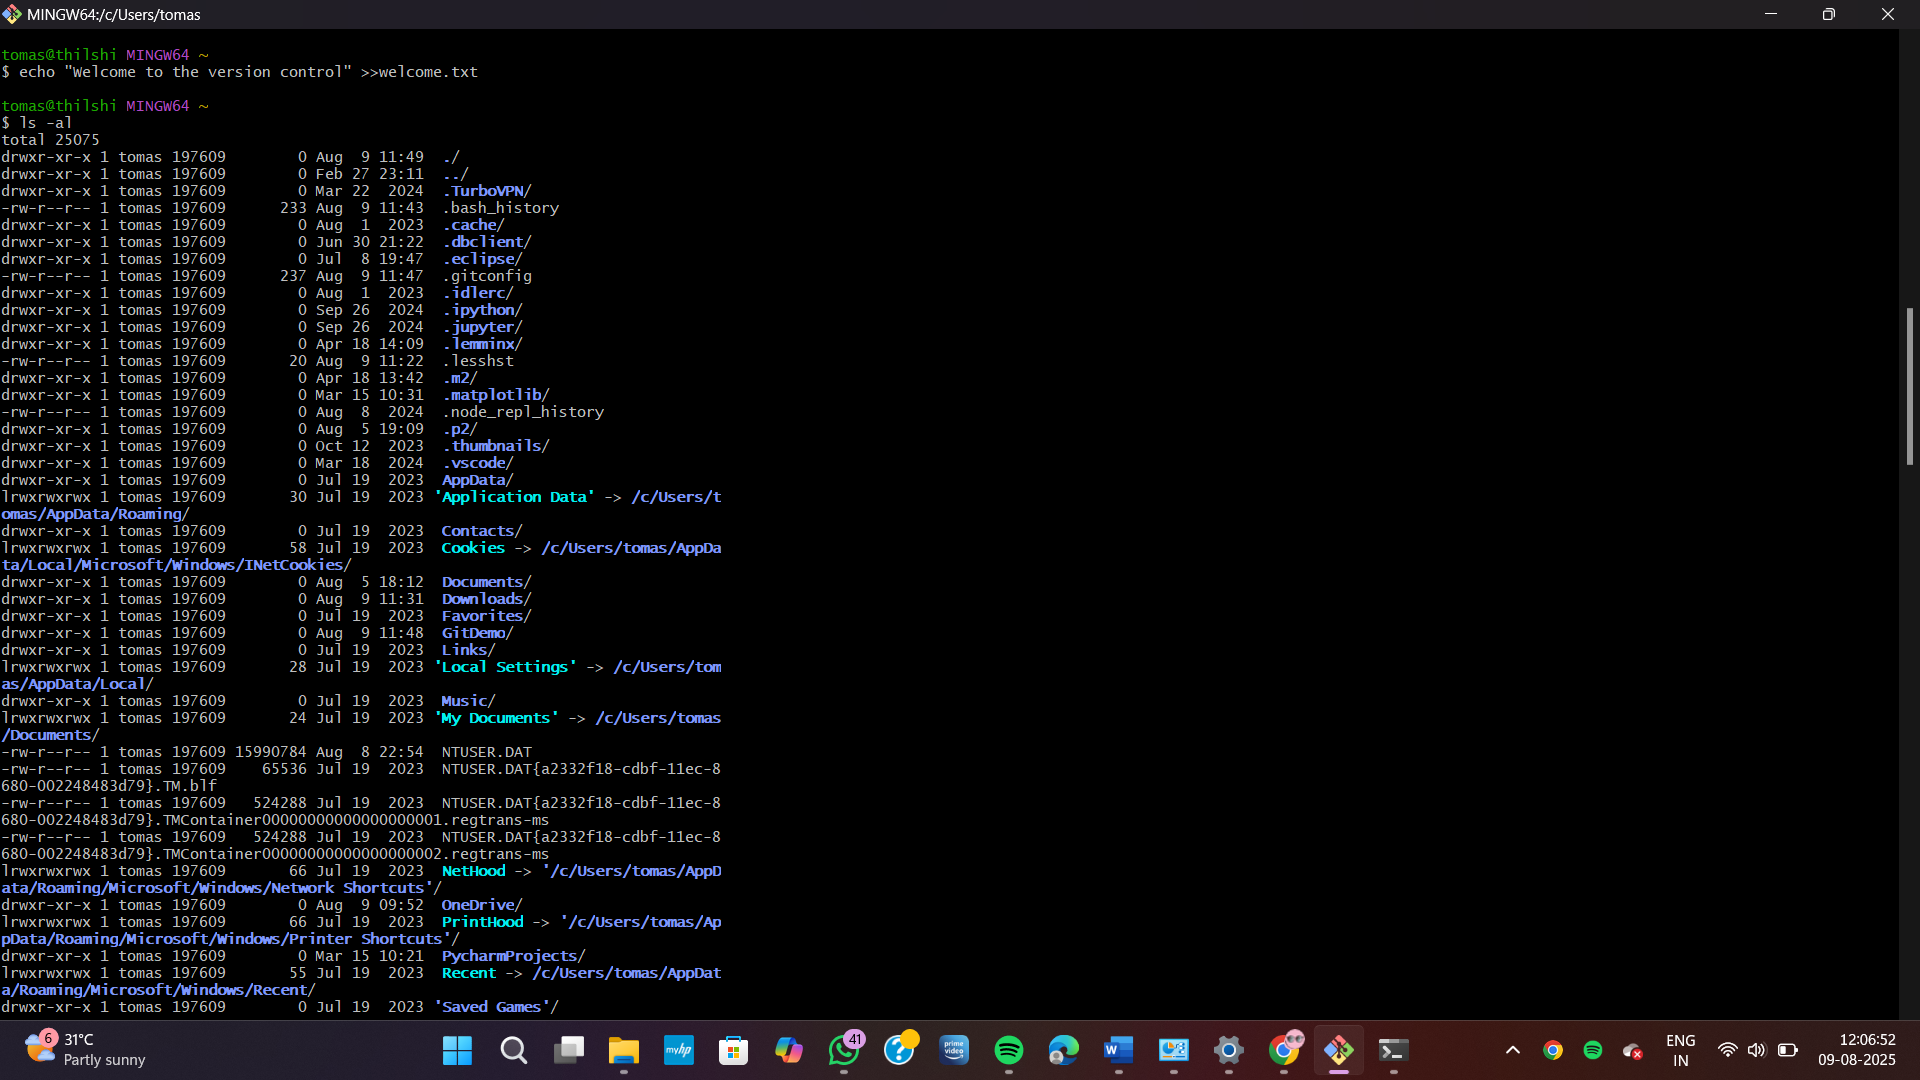 MINGW64:/c/Users/tomas
tomas@thilshi MINGW64 ~
$ echo "Welcome to the version control" >>welcome.txt
tomas@thilshi MINGW64 ~
$ ls -al
total 25075
drwxr-xr-x 1 tomas 197609        0 Aug  9 11:49  ./
drwxr-xr-x 1 tomas 197609        0 Feb 27 23:11  ../
drwxr-xr-x 1 tomas 197609        0 Mar 22  2024  .TurboVPN/
-rw-r--r-- 1 tomas 197609      233 Aug  9 11:43  .bash_history
drwxr-xr-x 1 tomas 197609        0 Aug  1  2023  .cache/
drwxr-xr-x 1 tomas 197609        0 Jun 30 21:22  .dbclient/
drwxr-xr-x 1 tomas 197609        0 Jul  8 19:47  .eclipse/
-rw-r--r-- 1 tomas 197609      237 Aug  9 11:47  .gitconfig
drwxr-xr-x 1 tomas 197609        0 Aug  1  2023  .idlerc/
drwxr-xr-x 1 tomas 197609        0 Sep 26  2024  .ipython/
drwxr-xr-x 1 tomas 197609        0 Sep 26  2024  .jupyter/
drwxr-xr-x 1 tomas 197609        0 Apr 18 14:09  .lemminx/
-rw-r--r-- 1 tomas 197609       20 Aug  9 11:22  .lesshst
drwxr-xr-x 1 tomas 197609        0 Apr 18 13:42  .m2/
drwxr-xr-x 1 tomas 197609        0 Mar 15 10:31  .matplotlib/
-rw-r--r-- 1 tomas 197609        0 Aug  8  2024  .node_repl_history
drwxr-xr-x 1 tomas 197609        0 Aug  5 19:09  .p2/
drwxr-xr-x 1 tomas 197609        0 Oct 12  2023  .thumbnails/
drwxr-xr-x 1 tomas 197609        0 Mar 18  2024  .vscode/
drwxr-xr-x 1 tomas 197609        0 Jul 19  2023  AppData/
lrwxrwxrwx 1 tomas 197609       30 Jul 19  2023 'Application Data' -> /c/Users/t
omas/AppData/Roaming/
drwxr-xr-x 1 tomas 197609        0 Jul 19  2023  Contacts/
lrwxrwxrwx 1 tomas 197609       58 Jul 19  2023  Cookies -> /c/Users/tomas/AppDa
ta/Local/Microsoft/Windows/INetCookies/
drwxr-xr-x 1 tomas 197609        0 Aug  5 18:12  Documents/
drwxr-xr-x 1 tomas 197609        0 Aug  9 11:31  Downloads/
drwxr-xr-x 1 tomas 197609        0 Jul 19  2023  Favorites/
drwxr-xr-x 1 tomas 197609        0 Aug  9 11:48  GitDemo/
drwxr-xr-x 1 tomas 197609        0 Jul 19  2023  Links/
lrwxrwxrwx 1 tomas 197609       28 Jul 19  2023 'Local Settings' -> /c/Users/tom
as/AppData/Local/
drwxr-xr-x 1 tomas 197609        0 Jul 19  2023  Music/
lrwxrwxrwx 1 tomas 197609       24 Jul 19  2023 'My Documents' -> /c/Users/tomas
/Documents/
-rw-r--r-- 1 tomas 197609 15990784 Aug  8 22:54  NTUSER.DAT
-rw-r--r-- 1 tomas 197609    65536 Jul 19  2023  NTUSER.DAT{a2332f18-cdbf-11ec-8
680-002248483d79}.TM.blf
-rw-r--r-- 1 tomas 197609   524288 Jul 19  2023  NTUSER.DAT{a2332f18-cdbf-11ec-8
680-002248483d79}.TMContainer00000000000000000001.regtrans-ms
-rw-r--r-- 1 tomas 197609   524288 Jul 19  2023  NTUSER.DAT{a2332f18-cdbf-11ec-8
680-002248483d79}.TMContainer00000000000000000002.regtrans-ms
lrwxrwxrwx 1 tomas 197609       66 Jul 19  2023  NetHood -> '/c/Users/tomas/AppD
ata/Roaming/Microsoft/Windows/Network Shortcuts'/
drwxr-xr-x 1 tomas 197609        0 Aug  9 09:52  OneDrive/
lrwxrwxrwx 1 tomas 197609       66 Jul 19  2023  PrintHood -> '/c/Users/tomas/Ap
pData/Roaming/Microsoft/Windows/Printer Shortcuts'/
drwxr-xr-x 1 tomas 197609        0 Mar 15 10:21  PycharmProjects/
lrwxrwxrwx 1 tomas 197609       55 Jul 19  2023  Recent -> /c/Users/tomas/AppDat
a/Roaming/Microsoft/Windows/Recent/
drwxr-xr-x 1 tomas 197609        0 Jul 19  2023 'Saved Games'/
6
31°C
Partly sunny
myhp
41
prime video
ENG
IN
12:06:52
09-08-2025